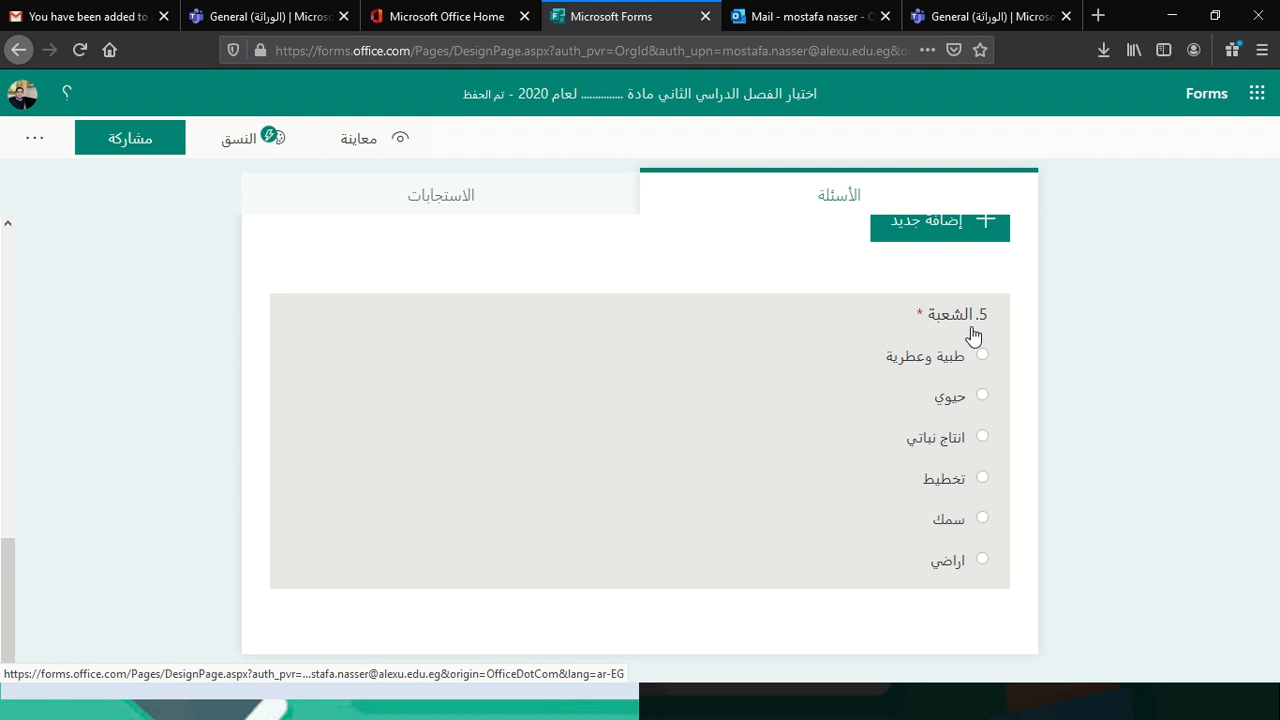 You have been added to
General (الوراثة) | Micros
Microsoft Office Home
Microsoft Forms
Mail - mostafa nasser - O
General (الوراثة) | Micros
https://forms.office.com/Pages/DesignPage.aspx?auth_pvr=OrgId&auth_upn=mostafa.nasser@alexu.edu.eg&
Forms
اختبار الفصل الدراسي الثاني مادة .............. لعام 2020 - تم الحفظ
؟
معاينة
النسق
مشاركة
الأسئلة
الاستجابات
إضافة جديد
5. الشعبة *
طبية وعطرية
حيوي
انتاج نباتي
تخطيط
سمك
اراضي
https://forms.office.com/Pages/DesignPage.aspx?auth_pvr=...stafa.nasser@alexu.edu.eg&origin=OfficeDotCom&lang=ar-EG